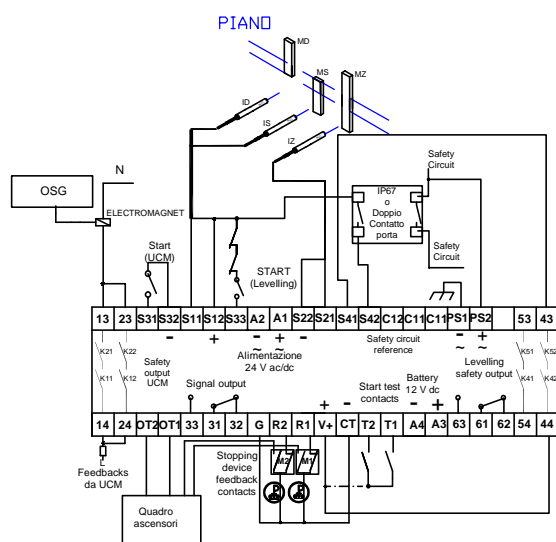 PIANO
MD
MS
MZ
ID
IS
IZ
N
OSG
ELECTROMAGNET
Start
(UCM)
START
(Levelling)
IP67
o
Doppio
Contatto
porta
Safety
Circuit
Safety
Circuit
13 23 S31 S32 S11 S12 S33 A2 A1 S22 S21 S41 S42 C12 C11 C11 PS1 PS2 53 43
- + - + - +
~ ~ ~ ~
K21 K22
K11 K12
Safety
output
UCM
Alimentazione
24 V ac/dc
Safety circuit
reference
K51 K52
K41 K42
Signal output
Start test
contacts
Battery
12 V dc
Levelling
safety output
+ - - +
14 24 OT2 OT1 33 31 32 G R2 R1 V+ CT T2 T1 A4 A3 63 61 62 54 44
Feedbacks
da UCM
Stopping
device
feedback
contacts
M2 M1
Quadro
ascensori